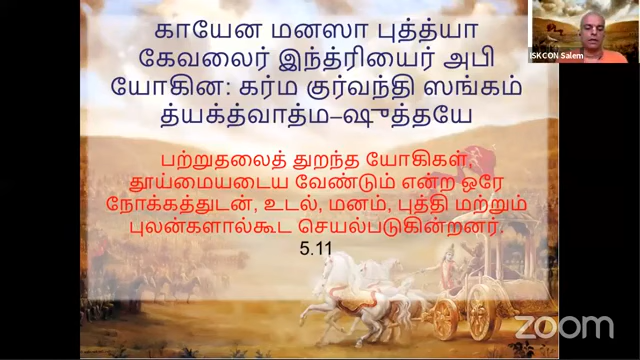 காயேன மனஸா புத்த்யா
கேவலைர் இந்த்ரியைர் அபி
யோகின: கர்ம குர்வந்தி ஸங்கம்
த்யக்த்வாத்ம–ஷுத்தயே
பற்றுதலைத் துறந்த யோகிகள்,
தூய்மையடைய வேண்டும் என்ற ஒரே
நோக்கத்துடன், உடல், மனம், புத்தி மற்றும்
புலன்களால்கூட செயல்படுகின்றனர்.
5.11
ISKCON Salem
zoom